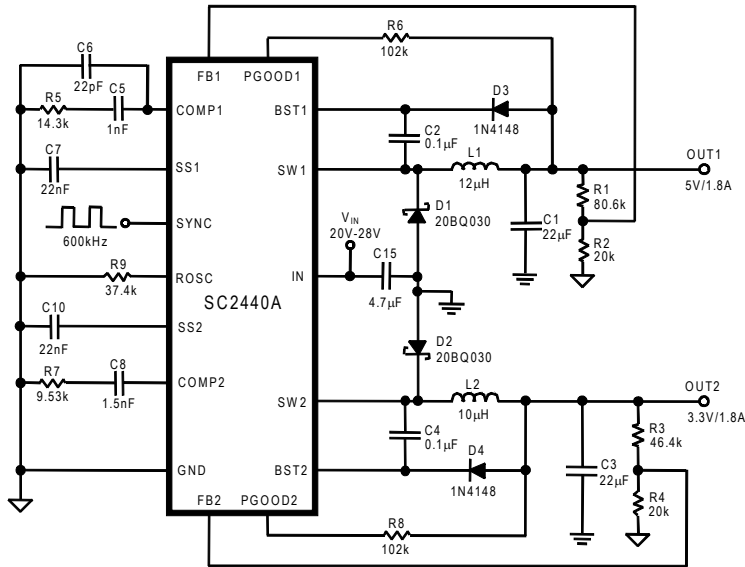 R6
102k
C6
22pF
FB1
PGOOD1
R5
14.3k
C5
1nF
COMP1
BST1
D3
1N4148
C2
0.1µF
C7
22nF
SS1
SW1
L1
12µH
OUT1
5V/1.8A
R1
80.6k
600kHz
SYNC
VIN
20V-28V
D1
20BQ030
C1
22µF
R2
20k
R9
37.4k
ROSC
IN
C15
4.7µF
SC2440A
C10
22nF
SS2
D2
20BQ030
R7
9.53k
C8
1.5nF
COMP2
SW2
L2
10µH
OUT2
3.3V/1.8A
C4
0.1µF
R3
46.4k
GND
BST2
D4
1N4148
C3
22µF
R4
20k
FB2
PGOOD2
R8
102k